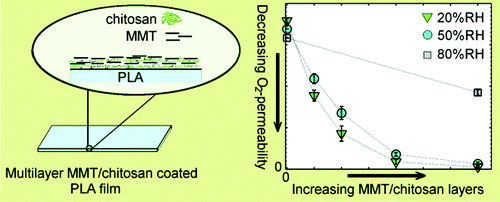 chitosan
MMT
PLA
Multilayer MMT/chitosan coated
PLA film
Decreasing O₂-permeability
20%RH
50%RH
80%RH
0
Increasing MMT/chitosan layers